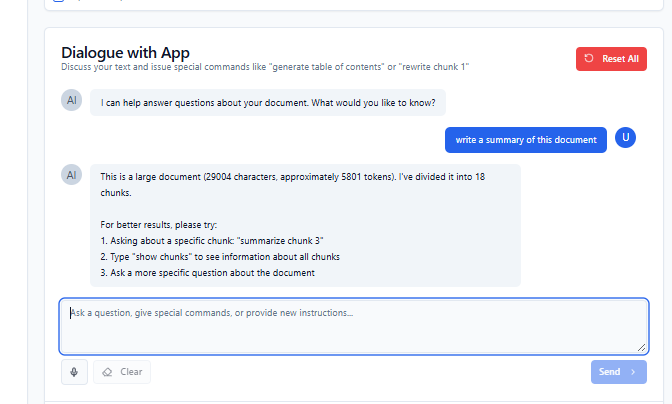 Dialogue with App
Discuss your text and issue special commands like "generate table of contents" or "rewrite chunk 1"
Reset All
AI
I can help answer questions about your document. What would you like to know?
write a summary of this document
U
AI
This is a large document (29004 characters, approximately 5801 tokens). I've divided it into 18
chunks.
For better results, please try:
1. Asking about a specific chunk: "summarize chunk 3"
2. Type "show chunks" to see information about all chunks
3. Ask a more specific question about the document
Ask a question, give special commands, or provide new instructions...
Clear
Send